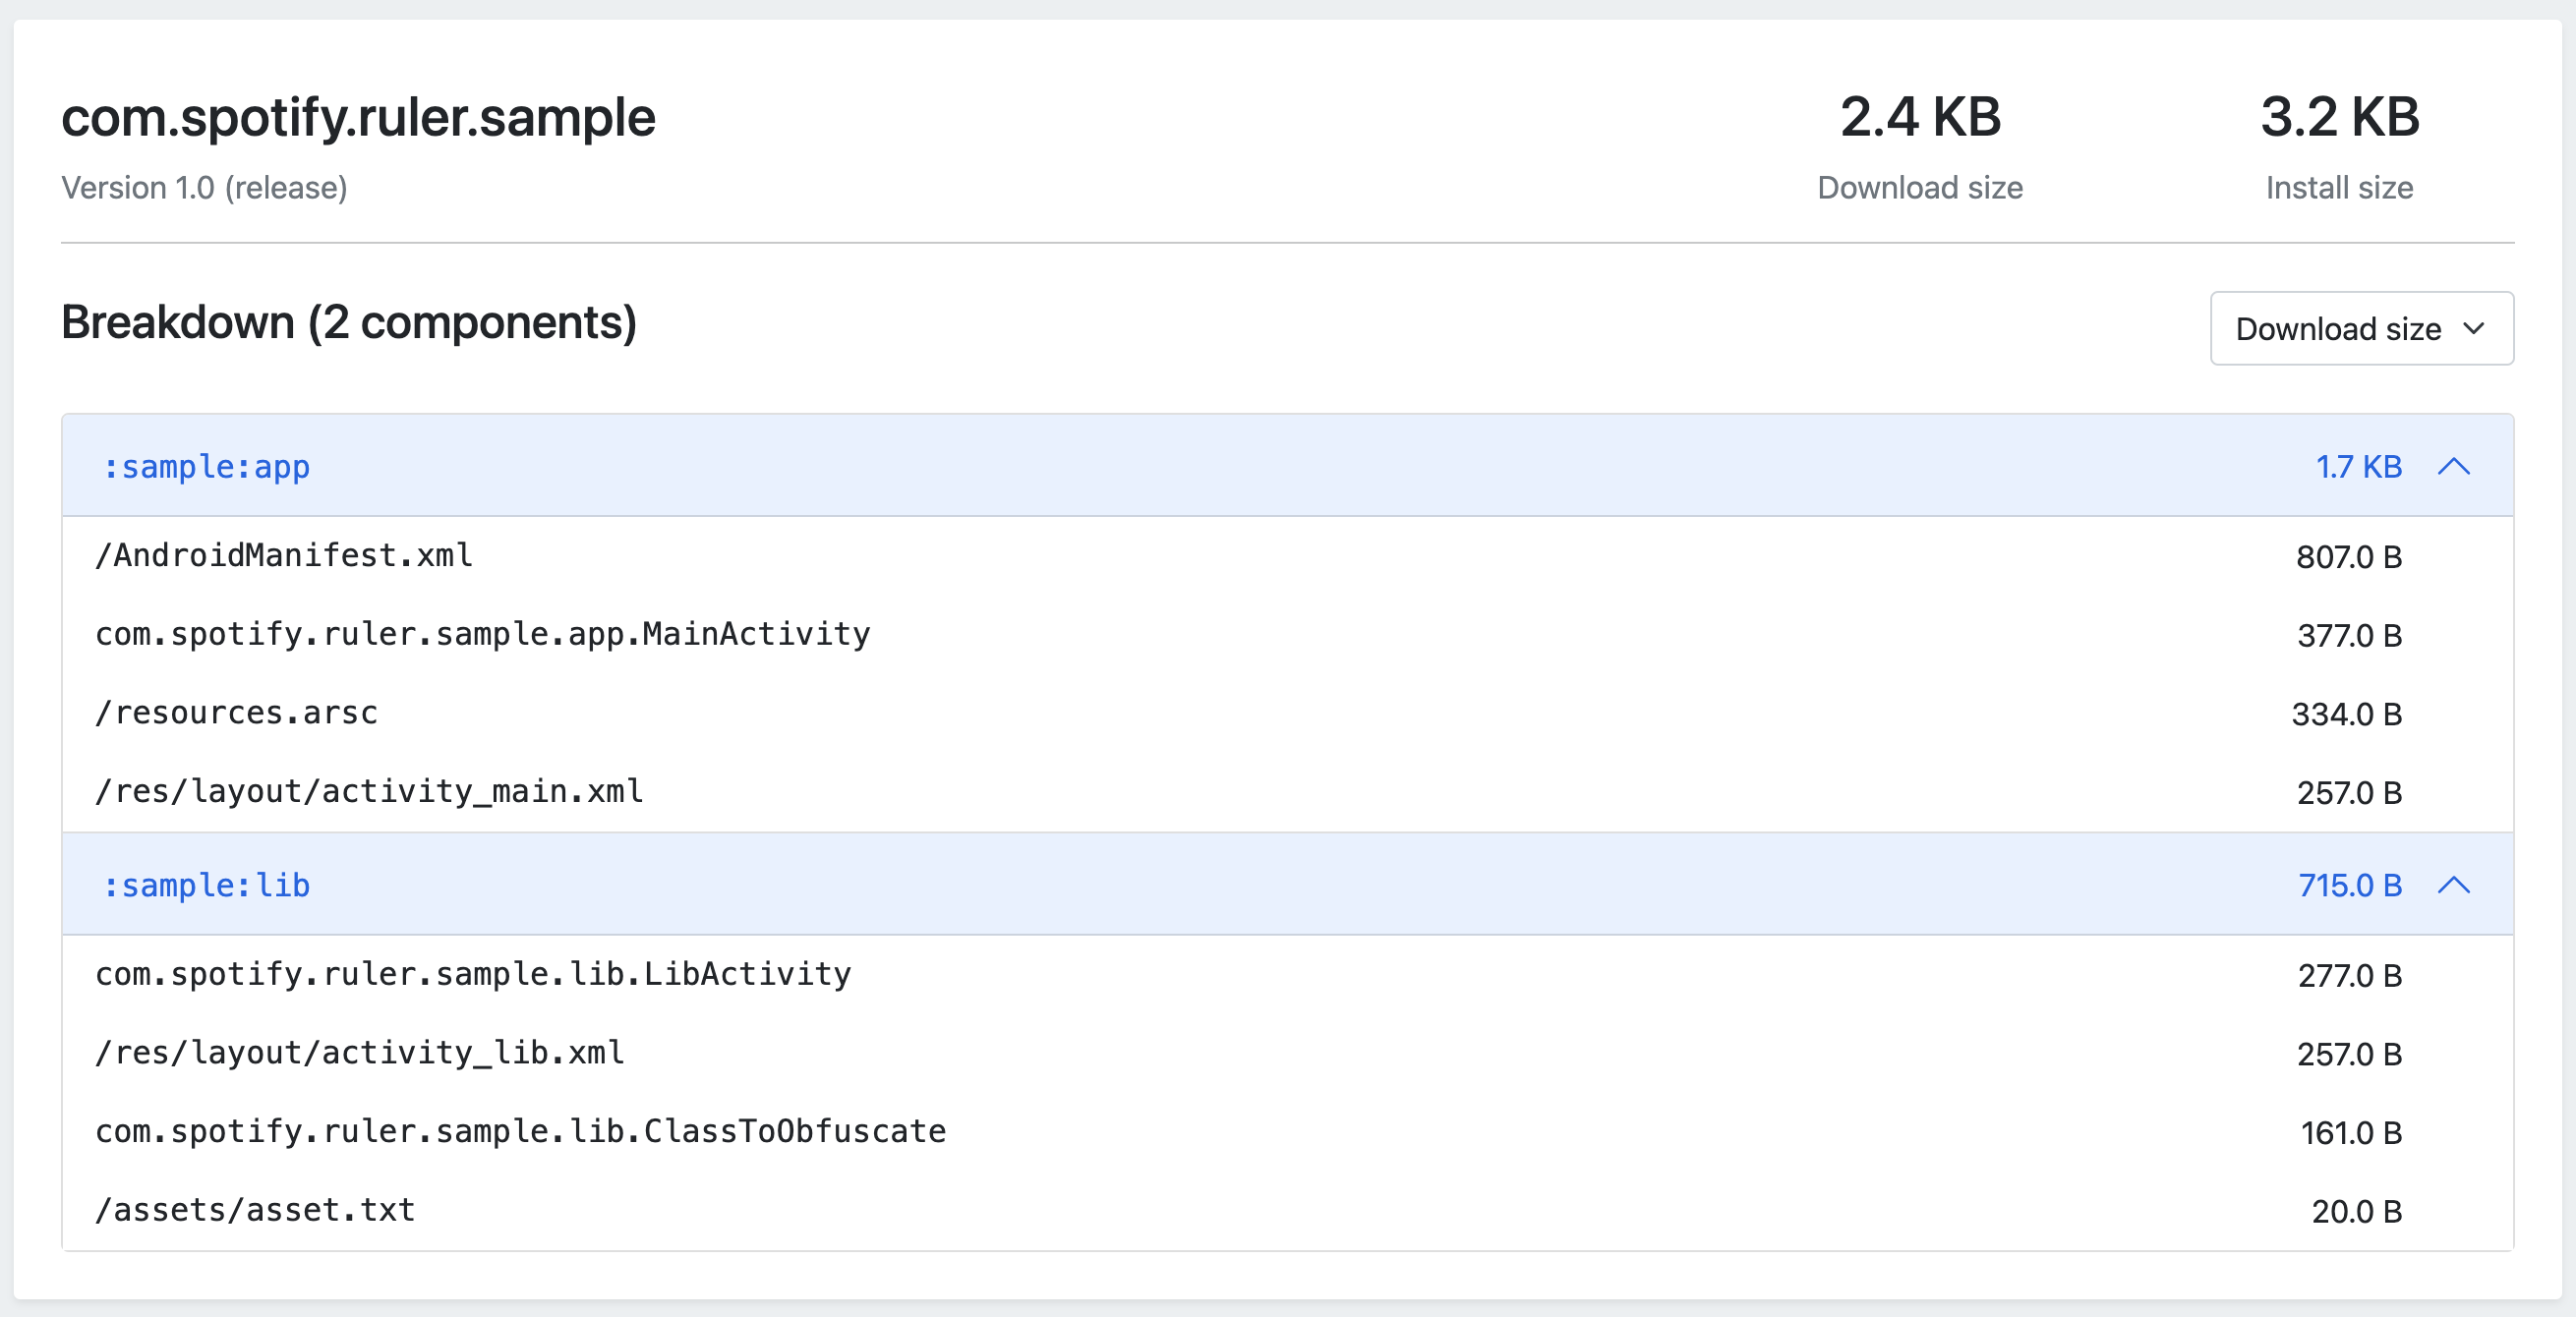 com.spotify.ruler.sample 2.4 KB 3.2 KB
Version 1.0 (release) Download size Install size
Breakdown (2 components) Download size
:sample:app 1.7 KB
/AndroidManifest.xml 807.0 B
com.spotify.ruler.sample.app.MainActivity 377.0 B
/resources.arsc 334.0 B
/res/layout/activity_main.xml 257.0 B
:sample:lib 715.0 B
com.spotify.ruler.sample.lib.LibActivity 277.0 B
/res/layout/activity_lib.xml 257.0 B
com.spotify.ruler.sample.lib.ClassToObfuscate 161.0 B
/assets/asset.txt 20.0 B